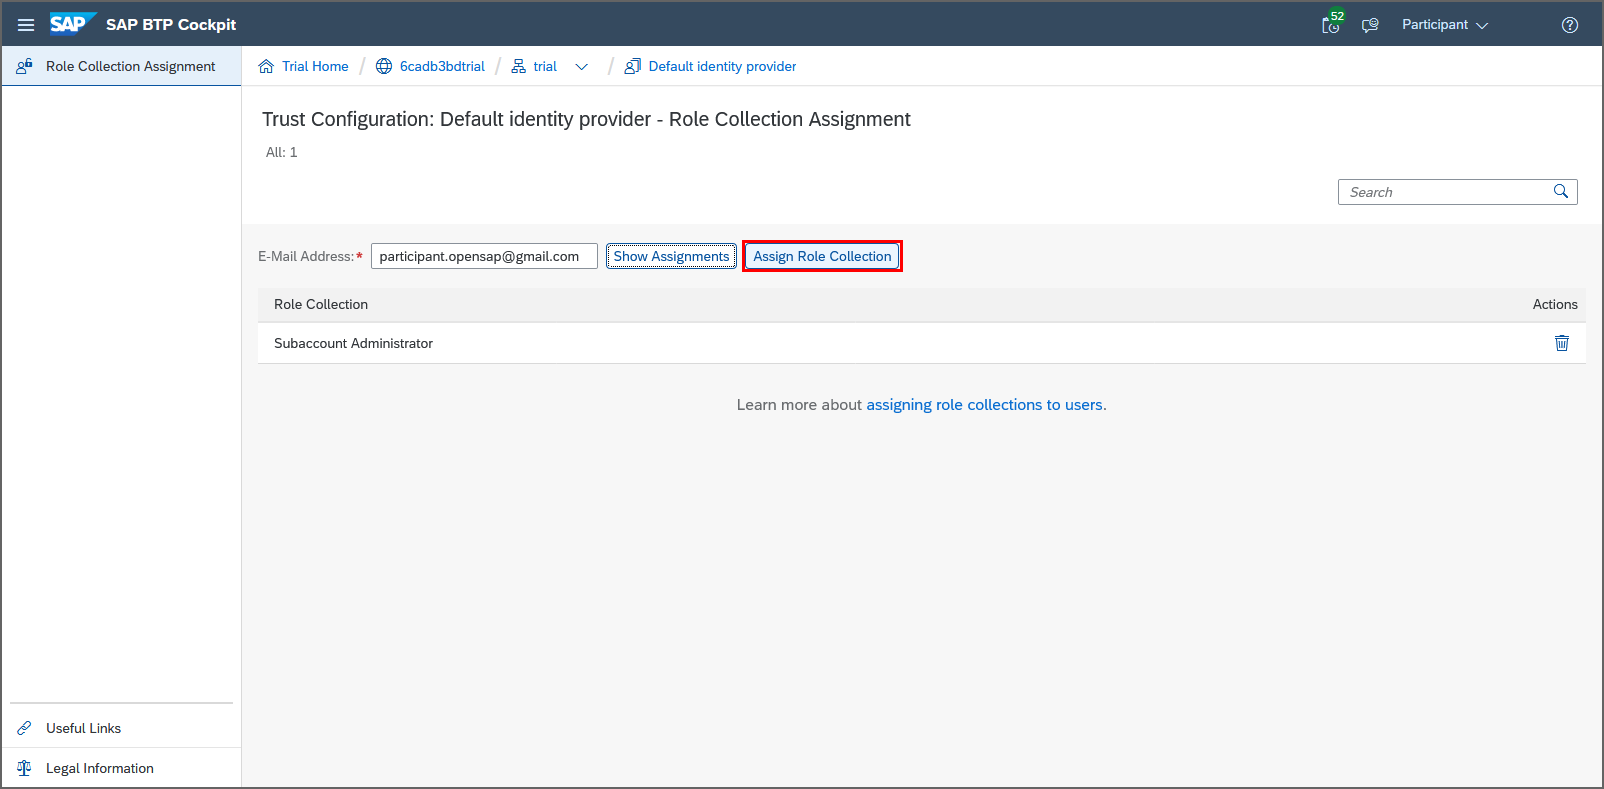 SAP SAP BTP Cockpit 52 Participant
Role Collection Assignment
Trial Home / 6cadb3bdtrial / trial / Default identity provider
Trust Configuration: Default identity provider - Role Collection Assignment
All: 1
Search
E-Mail Address:* participant.opensap@gmail.com Show Assignments Assign Role Collection
Role Collection Actions
Subaccount Administrator
Learn more about assigning role collections to users.
Useful Links
Legal Information